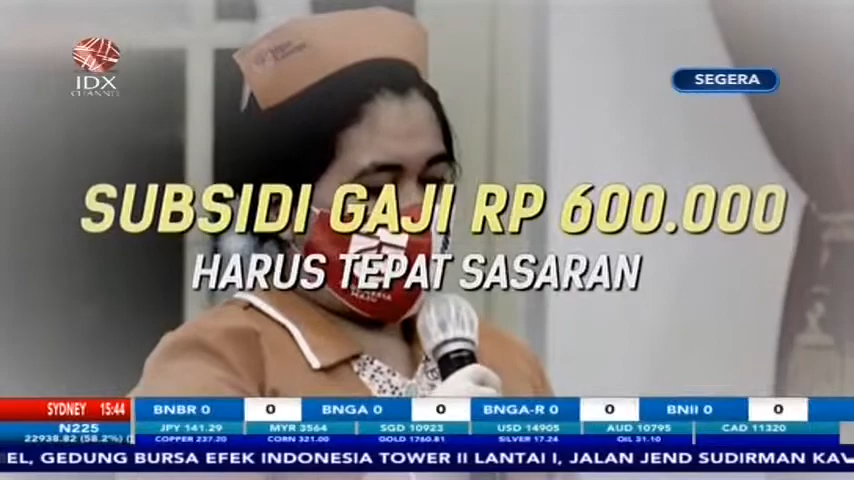 IDX
CHANNEL
SEGERA
SUBSIDI GAJI RP 600.000
HARUS TEPAT SASARAN
SYDNEY 15:44
BNBR 0 0 BNGA 0 0 BNGA-R 0 0 BNII 0 0
N225
JPY 141.29 MYR 3564 SGD 10923 USD 14905 AUD 10795 CAD 11320
22938.82 (58.2%)
COPPER 237.20 CORN 321.00 GOLD 1760.81 SILVER 17.24 OIL 31.10
EL, GEDUNG BURSA EFEK INDONESIA TOWER II LANTAI I, JALAN JEND SUDIRMAN KAV